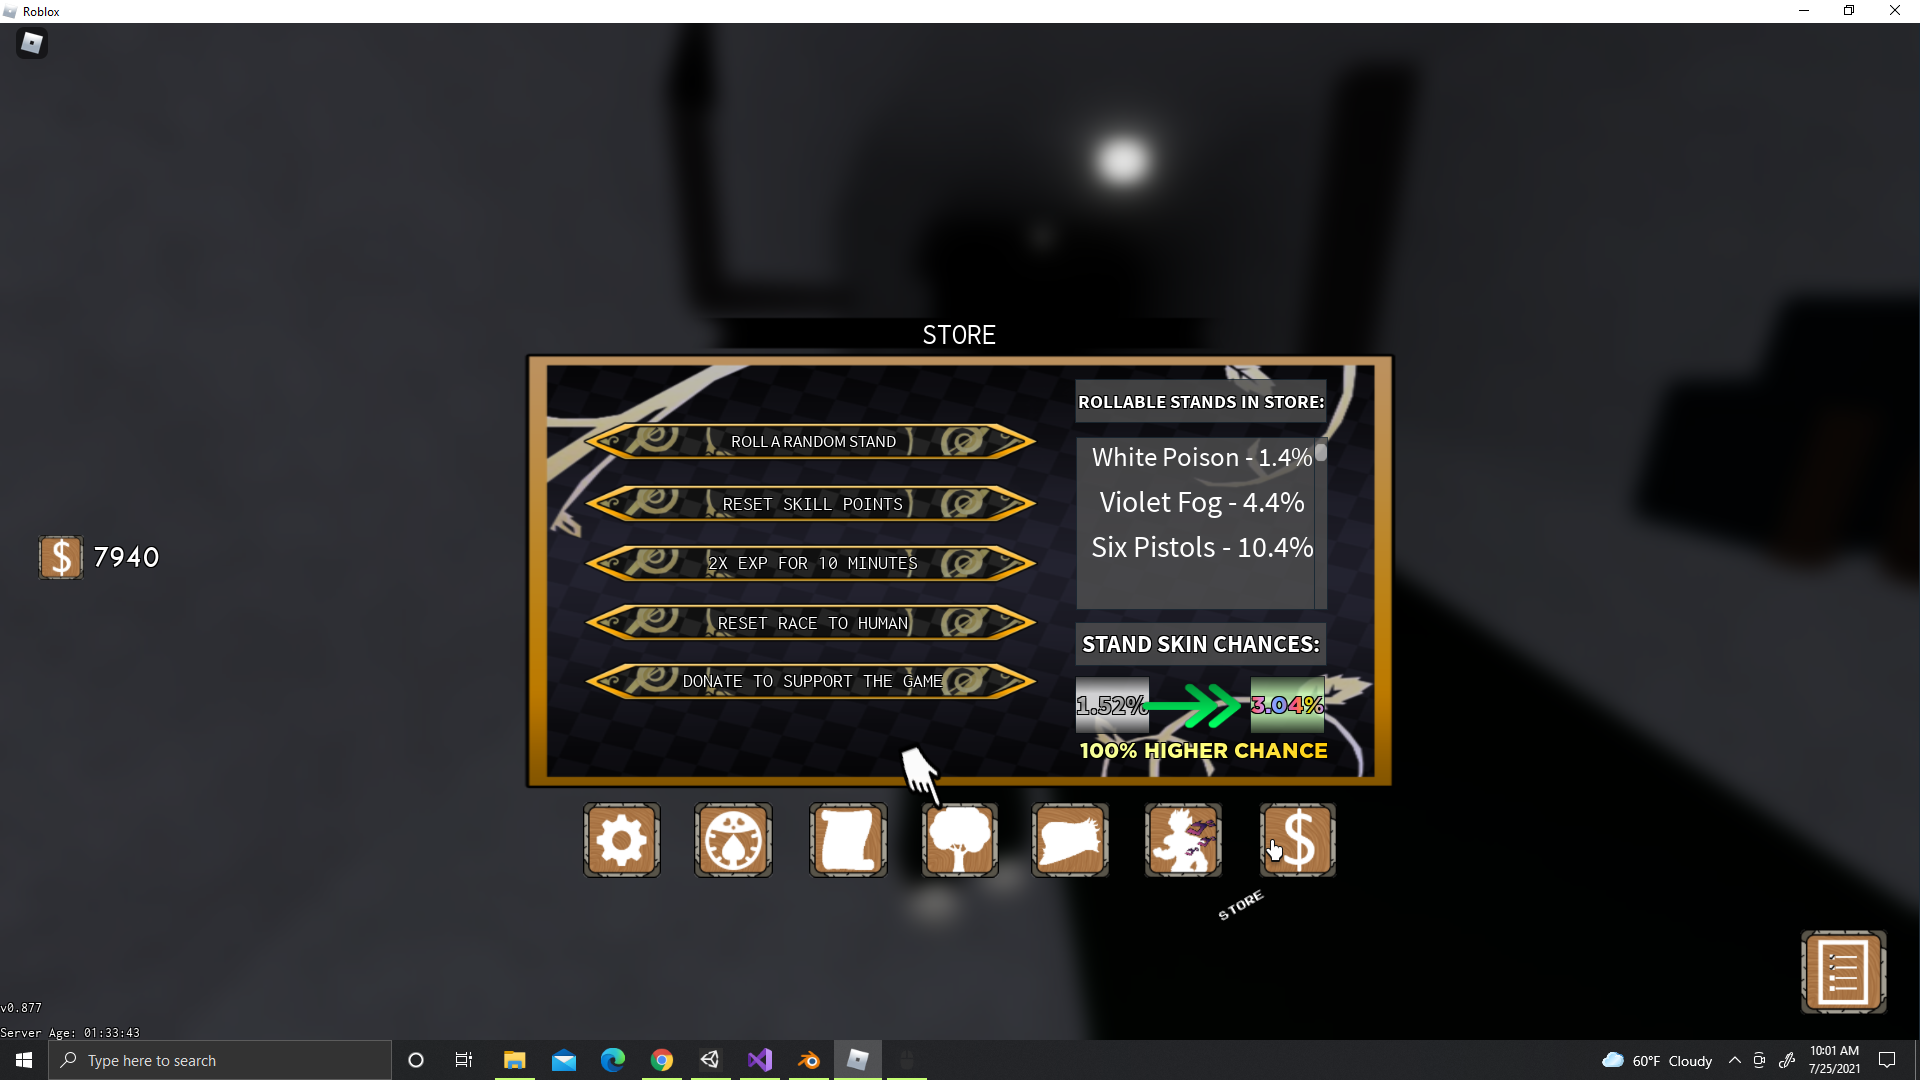 Roblox
STORE
ROLL A RANDOM STAND
RESET SKILL POINTS
2X EXP FOR 10 MINUTES
RESET RACE TO HUMAN
DONATE TO SUPPORT THE GAME
ROLLABLE STANDS IN STORE:
White Poison - 1.4%
Violet Fog - 4.4%
Six Pistols - 10.4%
STAND SKIN CHANCES:
1.52% 3.04%
100% HIGHER CHANCE
$ 7940
$
STORE
v0.877
Server Age: 01:33:43
Type here to search
60°F Cloudy
10:01 AM
7/25/2021